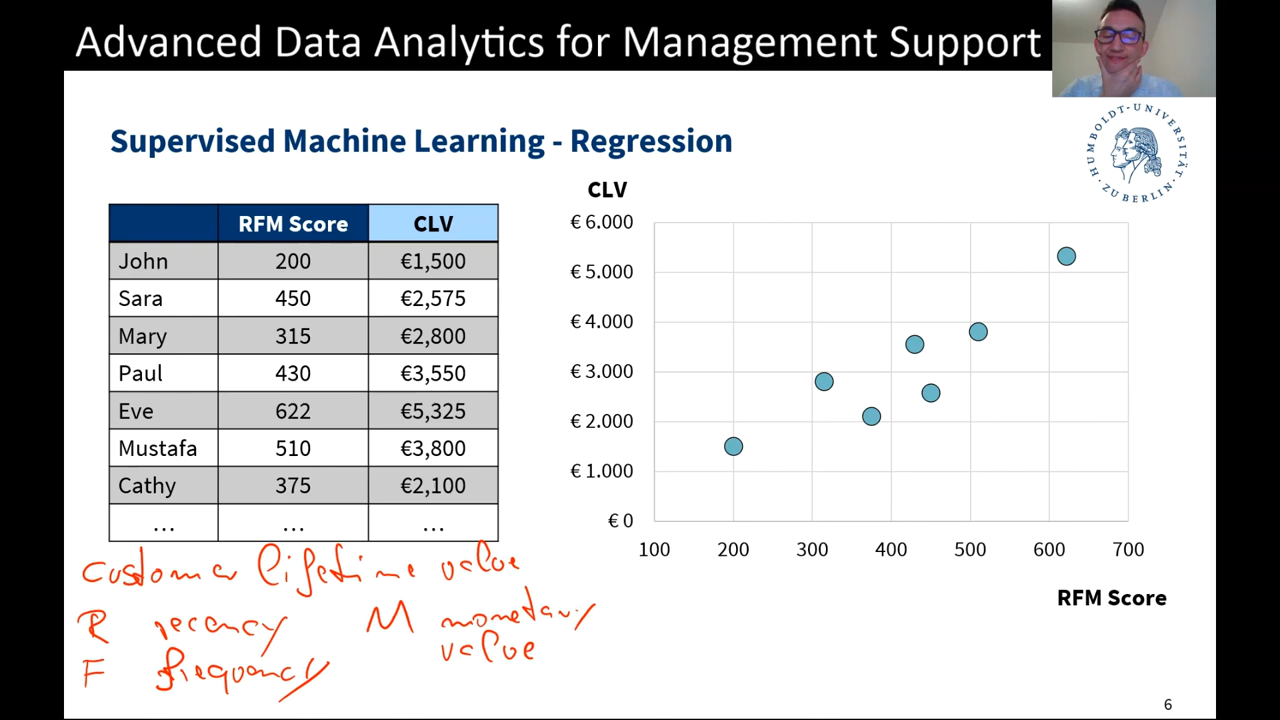 Advanced Data Analytics for Management Support
HUMBOLDT-UNIVERSITÄT ZU BERLIN
Supervised Machine Learning - Regression
RFM Score CLV
John 200 €1,500
Sara 450 €2,575
Mary 315 €2,800
Paul 430 €3,550
Eve 622 €5,325
Mustafa 510 €3,800
Cathy 375 €2,100
... ... ...
CLV
€ 6.000
€ 5.000
€ 4.000
€ 3.000
€ 2.000
€ 1.000
€ 0
100 200 300 400 500 600 700
RFM Score
customer lifetime value
R recency M monetary
value
F frequency
6